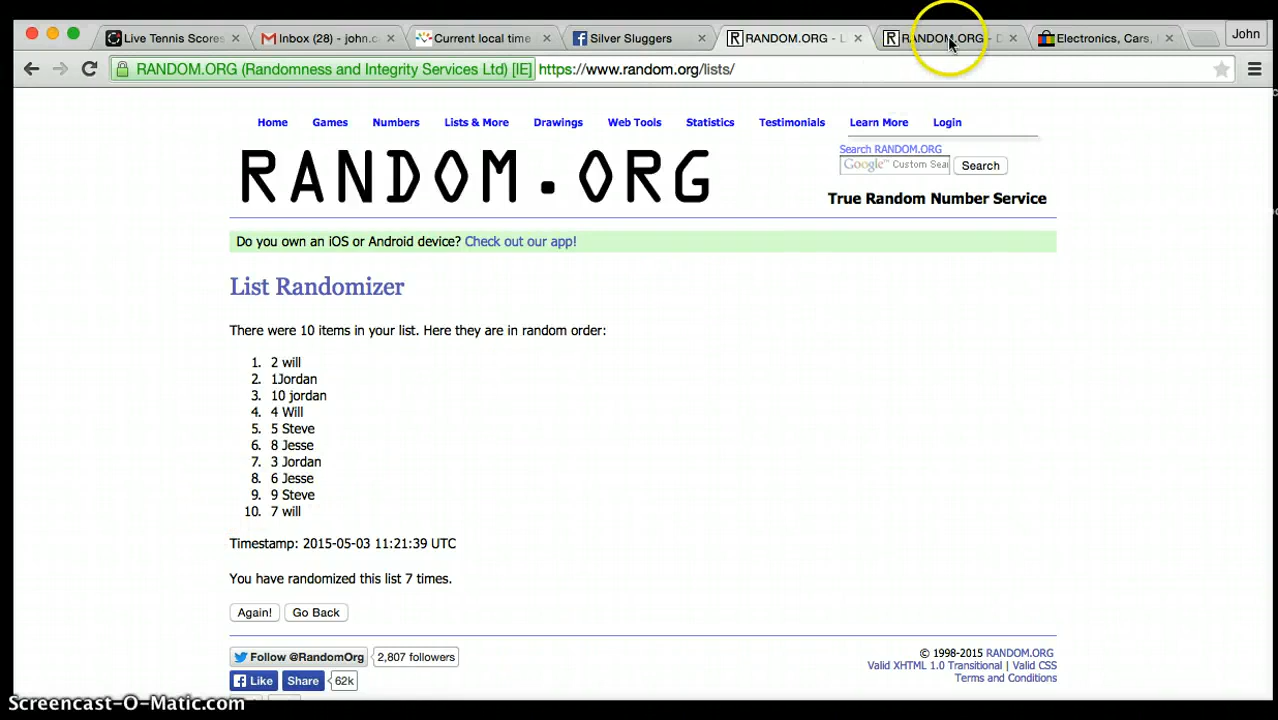 Live Tennis Scores
Inbox (28) - john.c
Current local time
Silver Sluggers
RANDOM.ORG - L
RANDOM.ORG - D
Electronics, Cars,
John
RANDOM.ORG (Randomness and Integrity Services Ltd) [IE] https://www.random.org/lists/
Home Games Numbers Lists & More Drawings Web Tools Statistics Testimonials Learn More Login
RANDOM.ORG
Search RANDOM.ORG
Google™ Custom Sear Search
True Random Number Service
Do you own an iOS or Android device? Check out our app!
List Randomizer
There were 10 items in your list. Here they are in random order:
1. 2 will
2. 1Jordan
3. 10 jordan
4. 4 Will
5. 5 Steve
6. 8 Jesse
7. 3 Jordan
8. 6 Jesse
9. 9 Steve
10. 7 will
Timestamp: 2015-05-03 11:21:39 UTC
You have randomized this list 7 times.
Again! Go Back
Follow @RandomOrg 2,807 followers
Like Share 62k
© 1998-2015 RANDOM.ORG
Valid XHTML 1.0 Transitional | Valid CSS
Terms and Conditions
Screencast-O-Matic.com